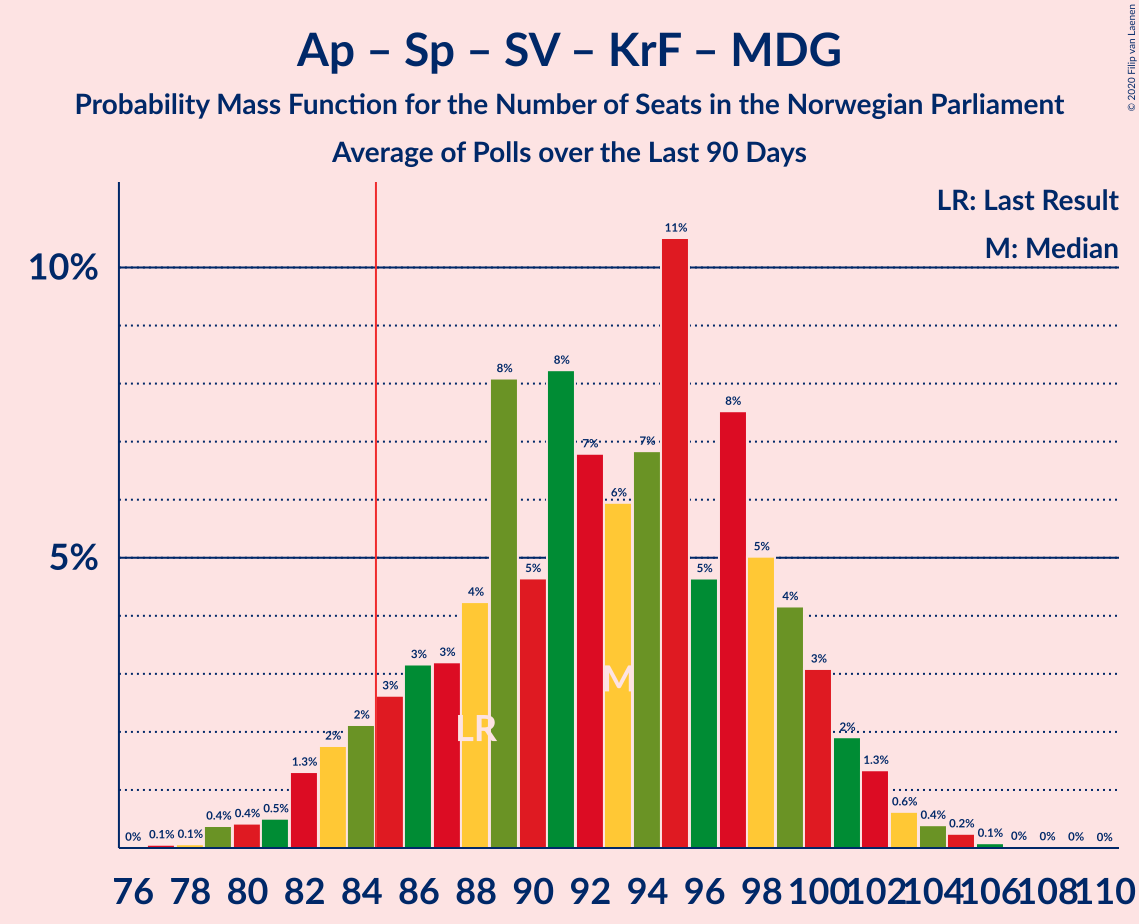 Ap – Sp – SV – KrF – MDG
Probability Mass Function for the Number of Seats in the Norwegian Parliament
Average of Polls over the Last 90 Days
© 2020 Filip van Laenen
LR: Last Result
M: Median
10%
5%
0% 0.1% 0.1% 0.4% 0.4% 0.5% 1.3% 2% 2% 3% 3% 3% 4% 8% 5% 8% 7% 6% 7% 11% 5% 8% 5% 4% 3% 2% 1.3% 0.6% 0.4% 0.2% 0.1% 0% 0% 0% 0%
LR
M
76 78 80 82 84 86 88 90 92 94 96 98 100 102 104 106 108 110